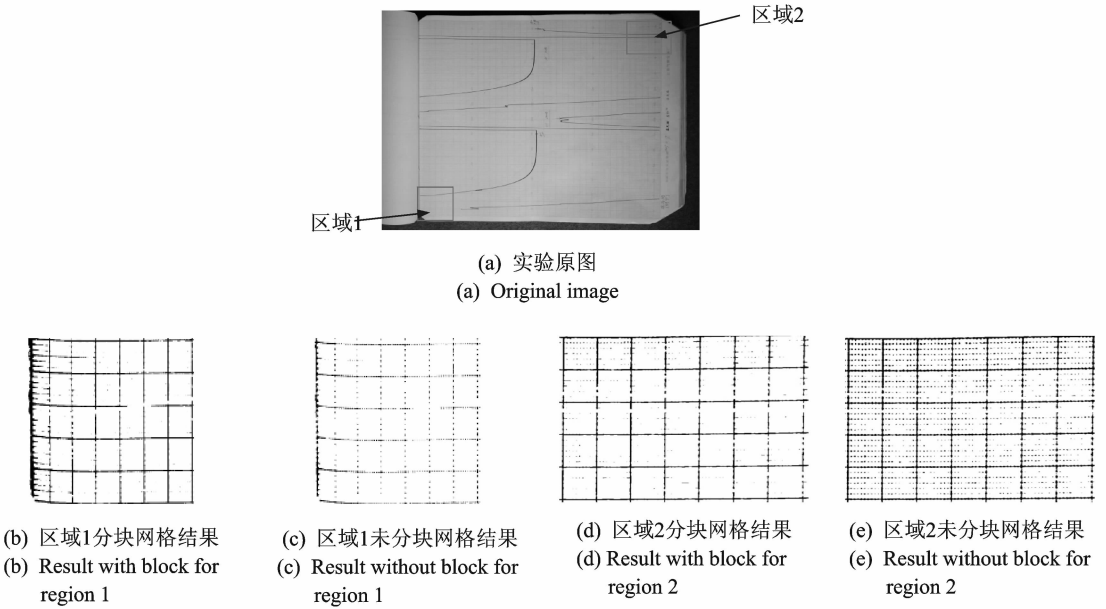 区域2
区域1
(a) 实验原图
(a) Original image
(b) 区域1分块网格结果
(b) Result with block for
region 1
(c) 区域1未分块网格结果
(c) Result without block for
region 1
(d) 区域2分块网格结果
(d) Result with block for
region 2
(e) 区域2未分块网格结果
(e) Result without block for
region 2